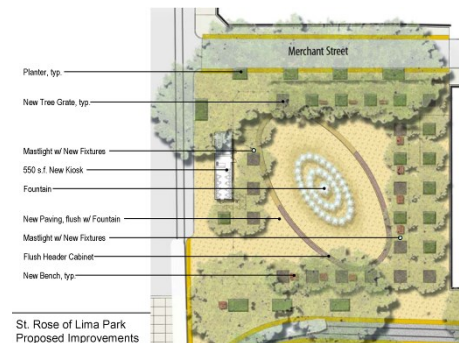 Merchant Street
Planter, typ.
New Tree Grate, typ.
Mastlight w/ New Fixtures
550 s.f. New Kiosk
Fountain
New Paving, flush w/ Fountain
Mastlight w/ New Fixtures
Flush Header Cabinet
New Bench, typ.
St. Rose of Lima Park
Proposed Improvements